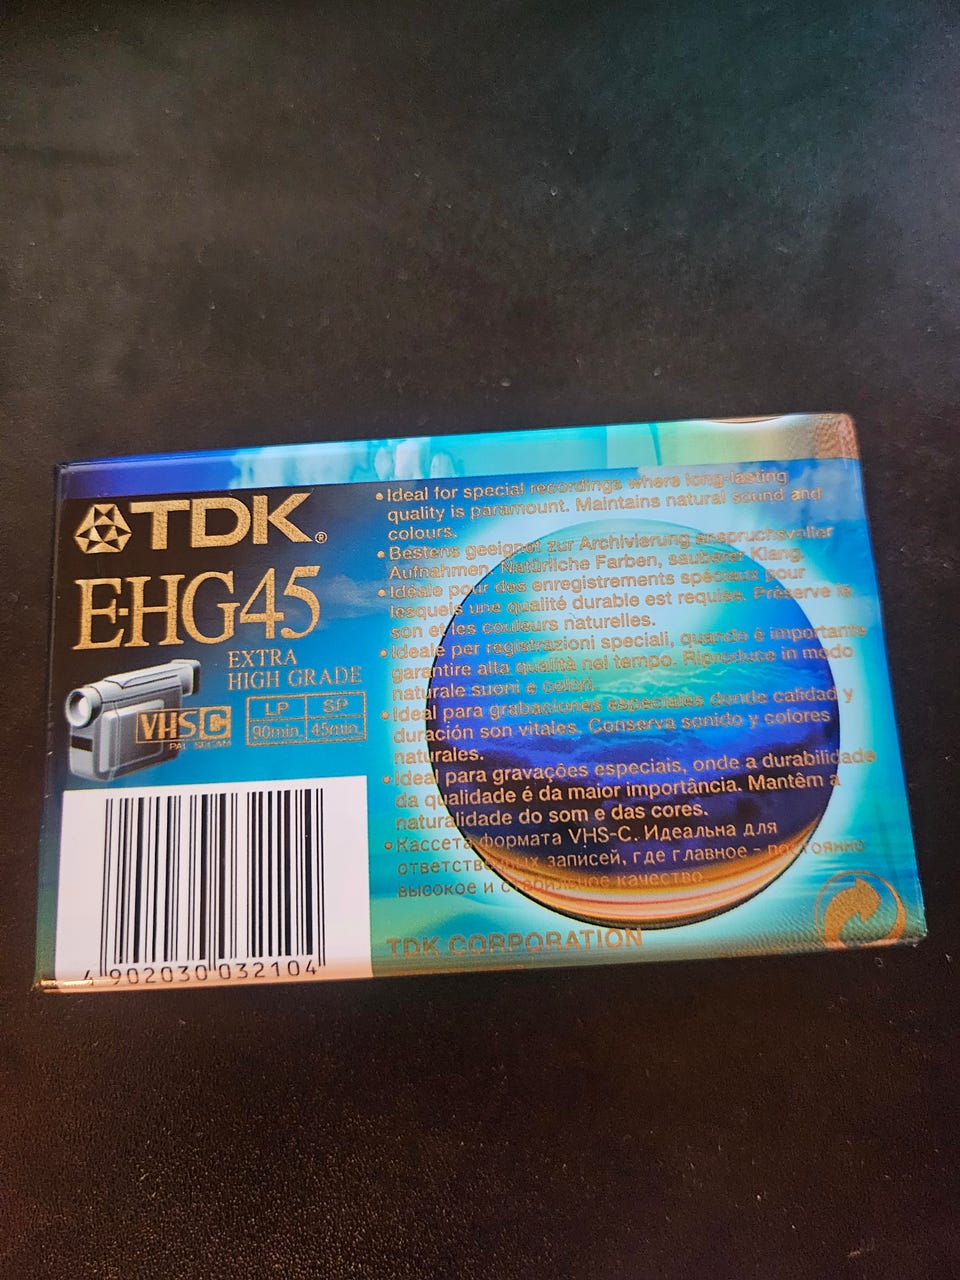 TDK®
E-HG45
EXTRA
HIGH GRADE
VHS C
PAL SECAM
LP SP
90min. 45min.
4 902030 032104
•Ideal for special recordings where long-lasting
quality is paramount. Maintains natural sound and
colours.
•Bestens geeignet zur Archivierung anspruchsvoller
Aufnahmen. Natürliche Farben, sauberer Klang.
•Idéale pour des enregistrements spéciaux pour
lesquels une qualité durable est requise. Préserve le
son et les couleurs naturelles.
•Ideale per registrazioni speciali, quando è importante
garantire alta qualità nel tempo. Riproduce in modo
naturale suoni e colori.
•Ideal para grabaciones especiales donde calidad y
duración son vitales. Conserva sonido y colores
naturales.
•Ideal para gravações especiais, onde a durabilidade
da qualidade é da maior importância. Mantêm a
naturalidade do som e das cores.
•Кассета формата VHS-C. Идеальна для
ответственных записей, где главное – постоянно
высокое и стабильное качество.
TDK CORPORATION